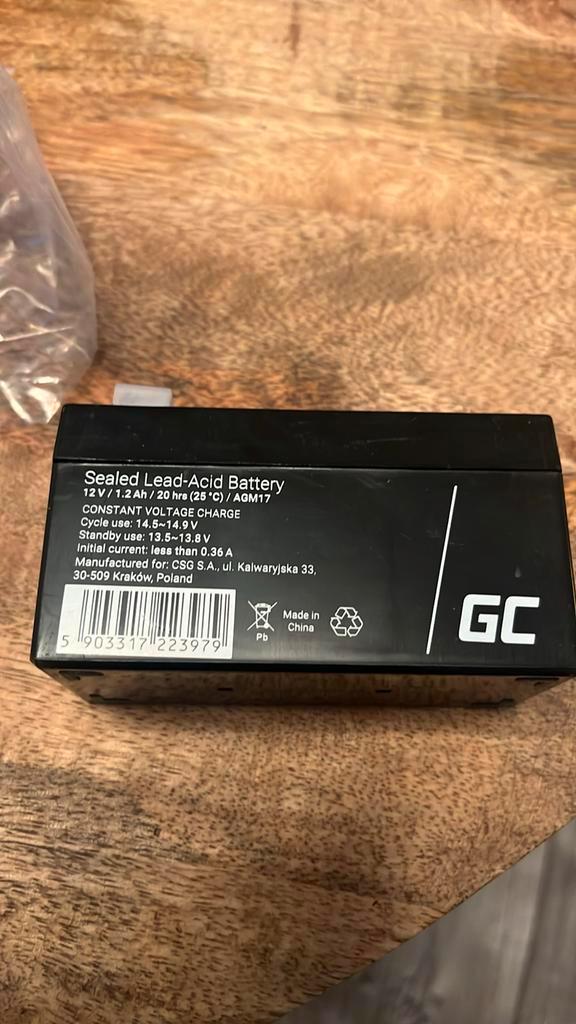 Sealed Lead-Acid Battery
12 V / 1.2 Ah / 20 hrs (25 °C) / AGM17
CONSTANT VOLTAGE CHARGE
Cycle use: 14.5~14.9 V
Standby use: 13.5~13.8 V
Initial current: less than 0.36 A
Manufactured for: CSG S.A., ul. Kalwaryjska 33,
30-509 Kraków, Poland
5 903317 223979
Pb
Made in
China
GC